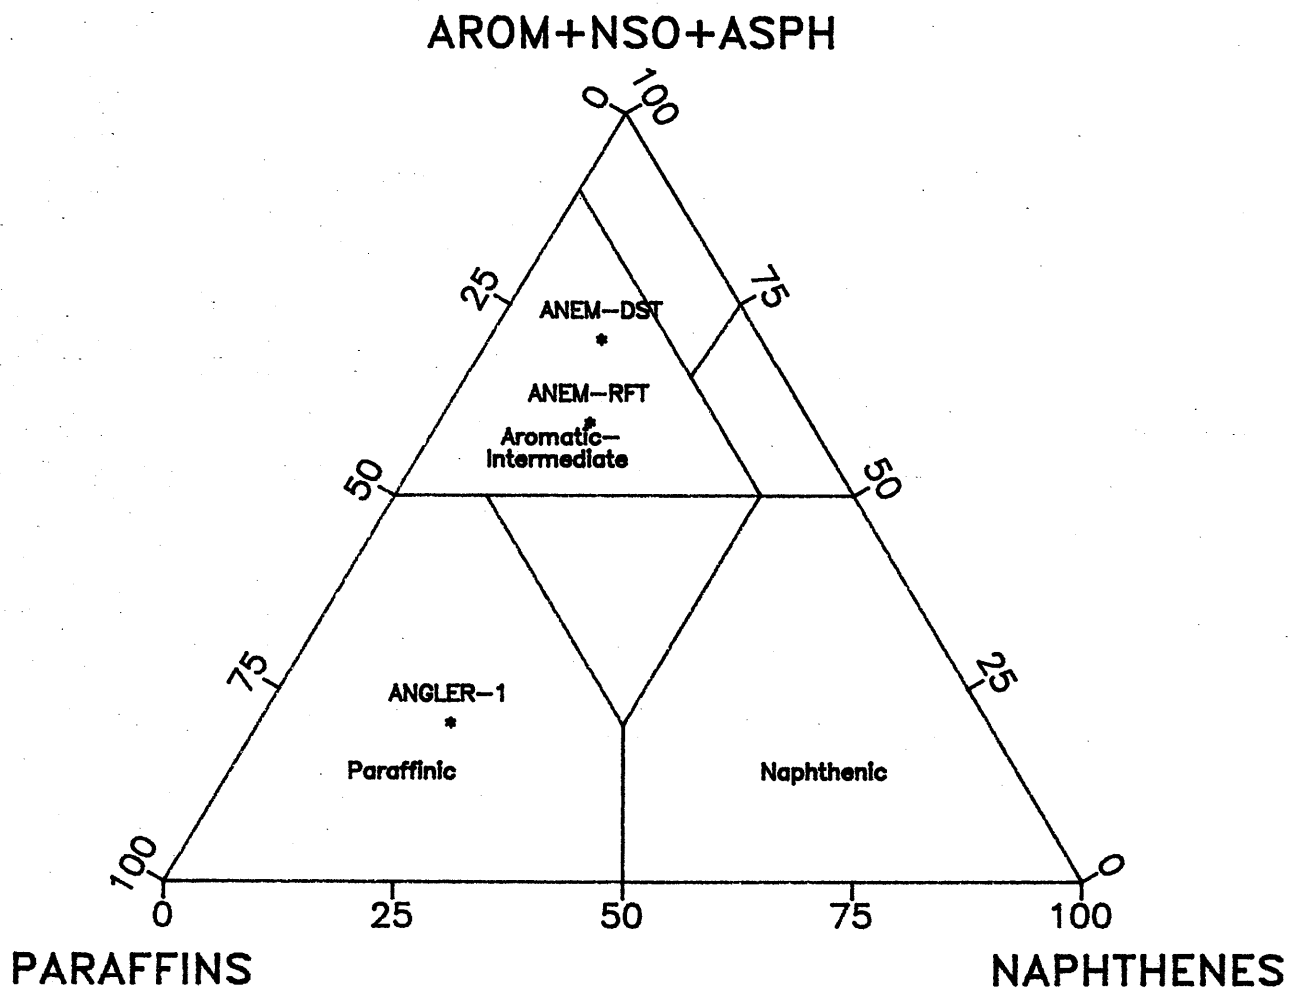 AROM+NSO+ASPH
0 100
25 75
ANEM-DST
ANEM-RFT
Aromatic-
Intermediate
50 50
75 25
ANGLER-1
Paraffinic Naphthenic
100 0
0 25 50 75 100
PARAFFINS NAPHTHENES